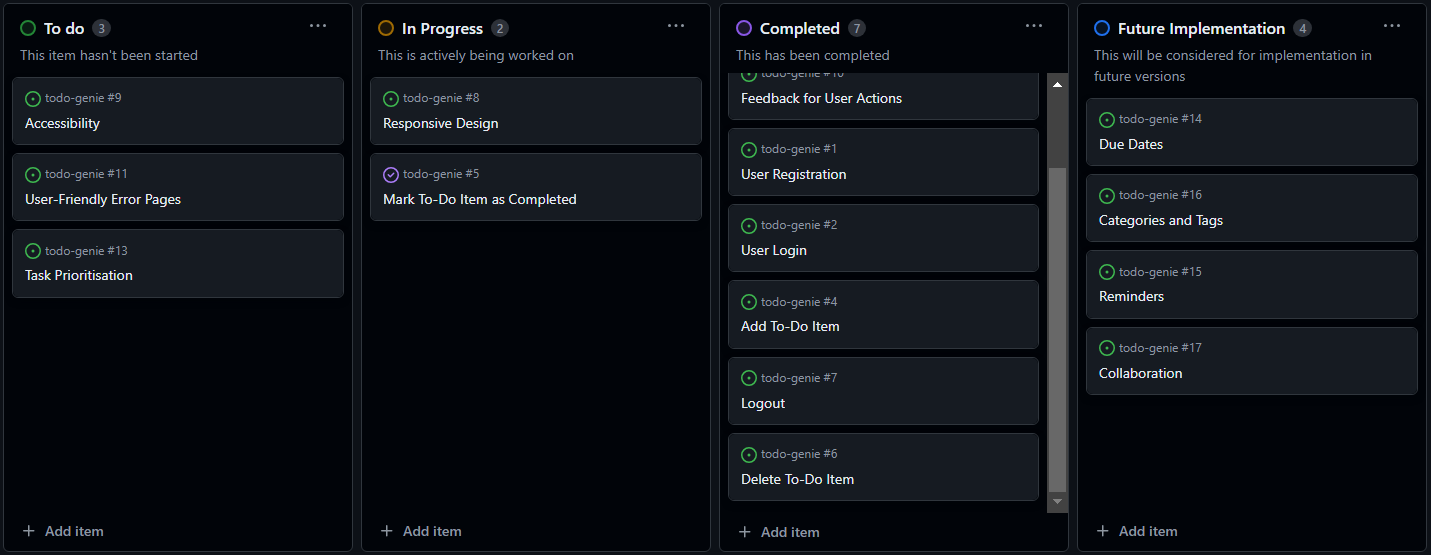 To do 3
This item hasn't been started
todo-genie #9
Accessibility
todo-genie #11
User-Friendly Error Pages
todo-genie #13
Task Prioritisation
+ Add item
In Progress 2
This is actively being worked on
todo-genie #8
Responsive Design
todo-genie #5
Mark To-Do Item as Completed
+ Add item
Completed 7
This has been completed
todo-genie #10
Feedback for User Actions
todo-genie #1
User Registration
todo-genie #2
User Login
todo-genie #4
Add To-Do Item
todo-genie #7
Logout
todo-genie #6
Delete To-Do Item
+ Add item
Future Implementation 4
This will be considered for implementation in
future versions
todo-genie #14
Due Dates
todo-genie #16
Categories and Tags
todo-genie #15
Reminders
todo-genie #17
Collaboration
+ Add item